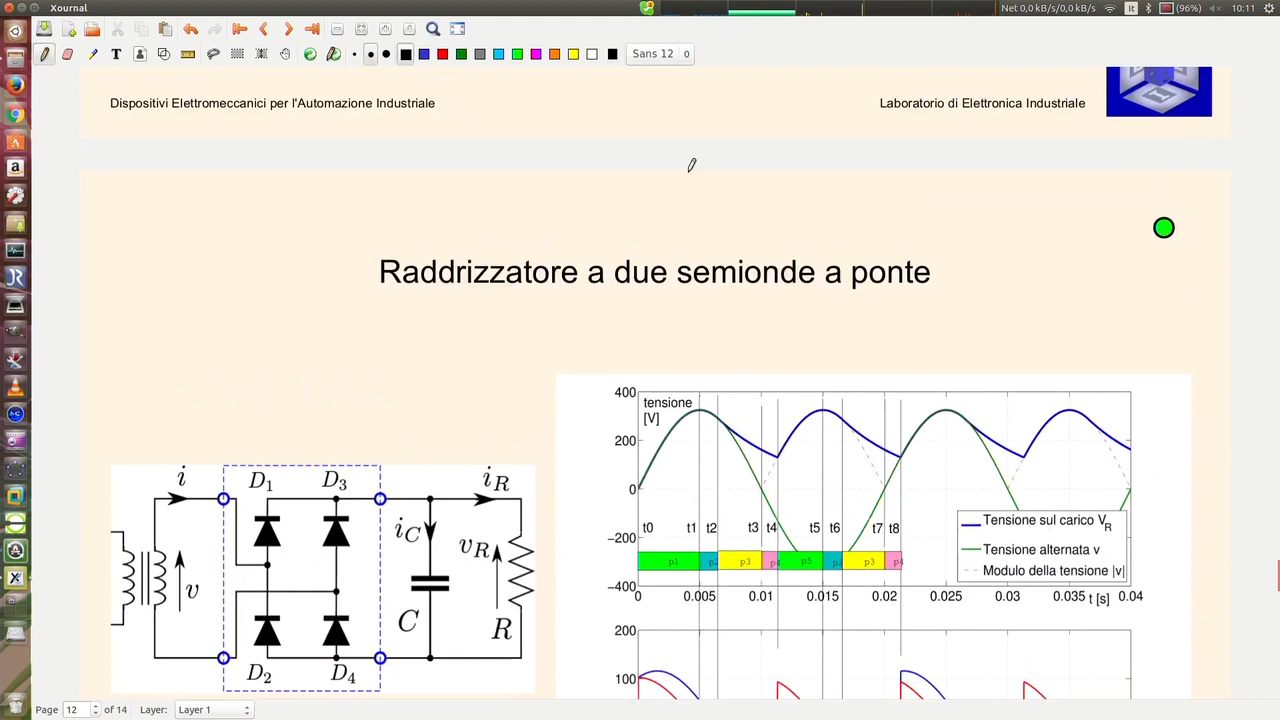 Xournal
Net 0,0 kB/s/0,0 kB/s
It
(96%)
10:11
Sans 12
Dispositivi Elettromeccanici per l'Automazione Industriale
Laboratorio di Elettronica Industriale
Raddrizzatore a due semionde a ponte
i
D1
D3
iR
iC
v
vR
C
R
D2
D4
400
tensione
[V]
200
0
t0
t1
t2
t3
t4
t5
t6
t7
t8
−200
p1
p3
p5
p3
−400
Tensione sul carico VR
Tensione alternata v
Modulo della tensione |v|
0
0.005
0.01
0.015
0.02
0.025
0.03
0.035
0.04
t [s]
200
100
Page 12 of 14
Layer: Layer 1